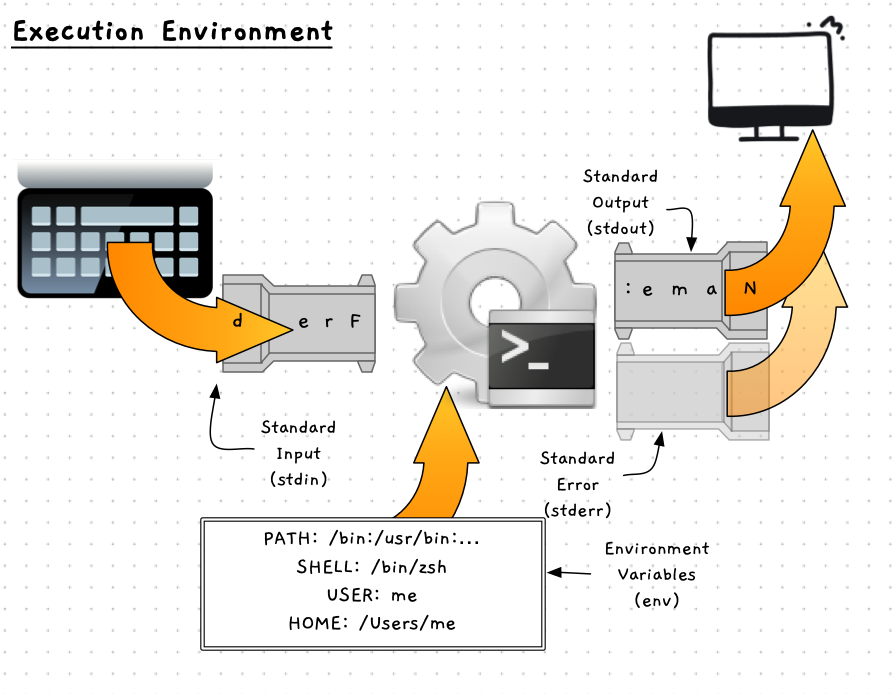 Execution Environment
Standard
Output
(stdout)
: e m a N
d e r F
>_
Standard
Input
(stdin)
Standard
Error
(stderr)
PATH: /bin:/usr/bin:...
SHELL: /bin/zsh
USER: me
HOME: /Users/me
Environment
Variables
(env)